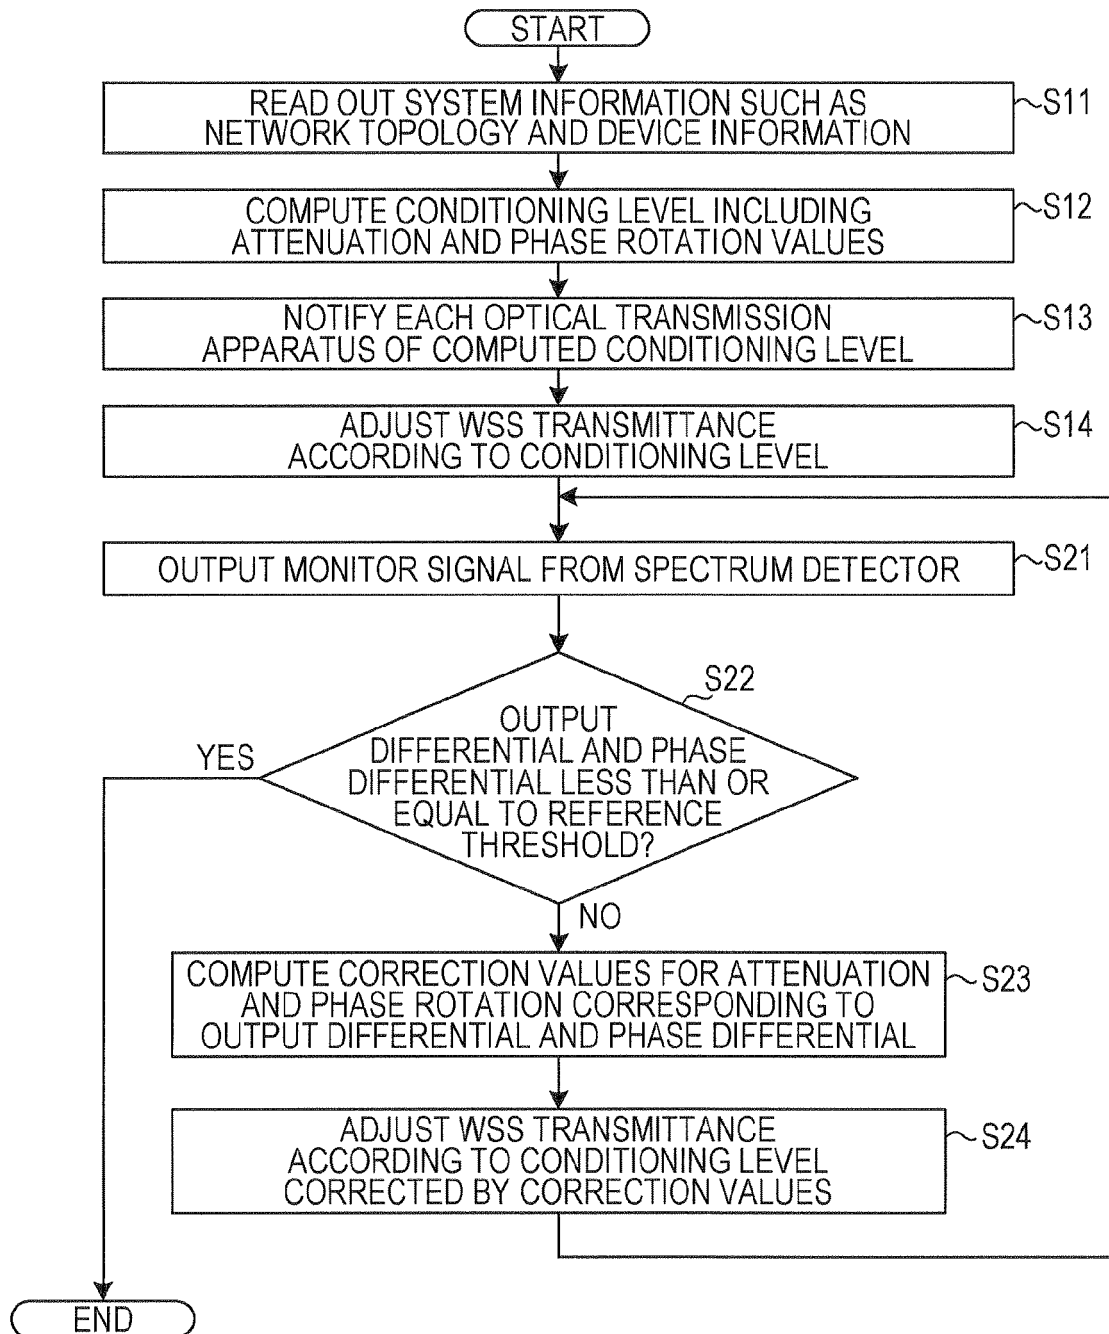 START
READ OUT SYSTEM INFORMATION SUCH AS
NETWORK TOPOLOGY AND DEVICE INFORMATION
S11
COMPUTE CONDITIONING LEVEL INCLUDING
ATTENUATION AND PHASE ROTATION VALUES
S12
NOTIFY EACH OPTICAL TRANSMISSION
APPARATUS OF COMPUTED CONDITIONING LEVEL
S13
ADJUST WSS TRANSMITTANCE
ACCORDING TO CONDITIONING LEVEL
S14
OUTPUT MONITOR SIGNAL FROM SPECTRUM DETECTOR
S21
S22
OUTPUT
DIFFERENTIAL AND PHASE
DIFFERENTIAL LESS THAN OR
EQUAL TO REFERENCE
THRESHOLD?
YES
NO
COMPUTE CORRECTION VALUES FOR ATTENUATION
AND PHASE ROTATION CORRESPONDING TO
OUTPUT DIFFERENTIAL AND PHASE DIFFERENTIAL
S23
ADJUST WSS TRANSMITTANCE
ACCORDING TO CONDITIONING LEVEL
CORRECTED BY CORRECTION VALUES
S24
END